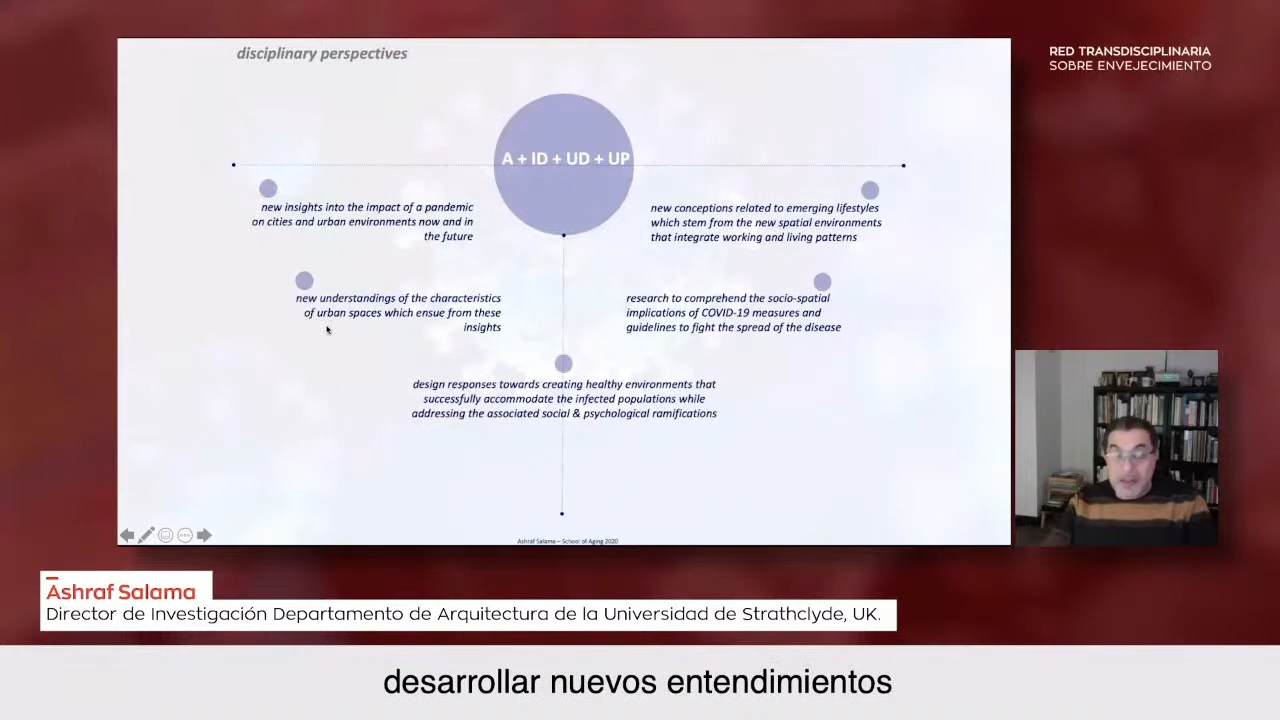 disciplinary perspectives
RED TRANSDISCIPLINARIA
SOBRE ENVEJECIMIENTO
A + ID + UD + UP
new insights into the impact of a pandemic
on cities and urban environments now and in
the future
new conceptions related to emerging lifestyles
which stem from the new spatial environments
that integrate working and living patterns
new understandings of the characteristics
of urban spaces which ensue from these
insights
research to comprehend the socio-spatial
implications of COVID-19 measures and
guidelines to fight the spread of the disease
design responses towards creating healthy environments that
successfully accommodate the infected populations while
addressing the associated social & psychological ramifications
Ashraf Salama – School of Aging 2020
Ashraf Salama
Director de Investigación Departamento de Arquitectura de la Universidad de Strathclyde, UK.
desarrollar nuevos entendimientos